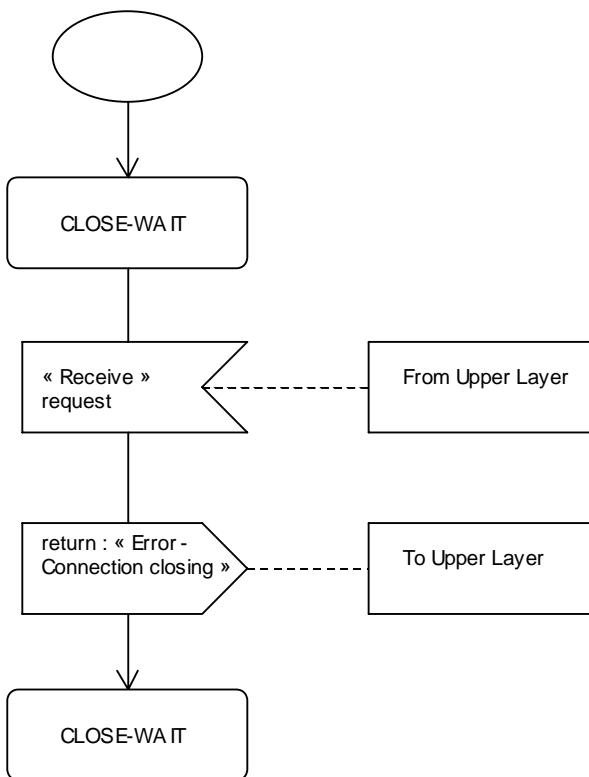 CLOSE-WAIT
« Receive »
request
From Upper Layer
return : « Error -
Connection closing »
To Upper Layer
CLOSE-WAIT